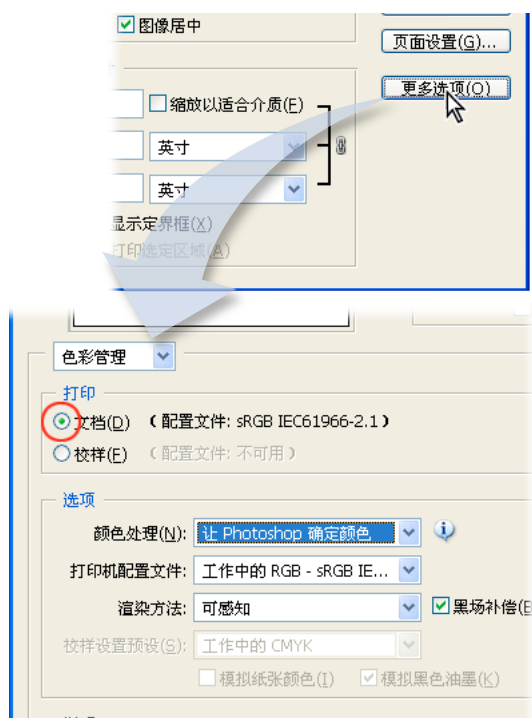 图像居中
页面设置(G)...
更多选项(O)
缩放以适合介质(F)
英寸
英寸
显示定界框(X)
打印选定区域(A)
色彩管理
打印
文档(D) (配置文件: sRGB IEC61966-2.1)
校样(F) (配置文件: 不可用)
选项
颜色处理(N): 让 Photoshop 确定颜色
打印机配置文件: 工作中的 RGB - sRGB IE...
渲染方法: 可感知 黑场补偿(E
校样设置预设(S): 工作中的 CMYK
模拟纸张颜色(I) 模拟黑色油墨(K)